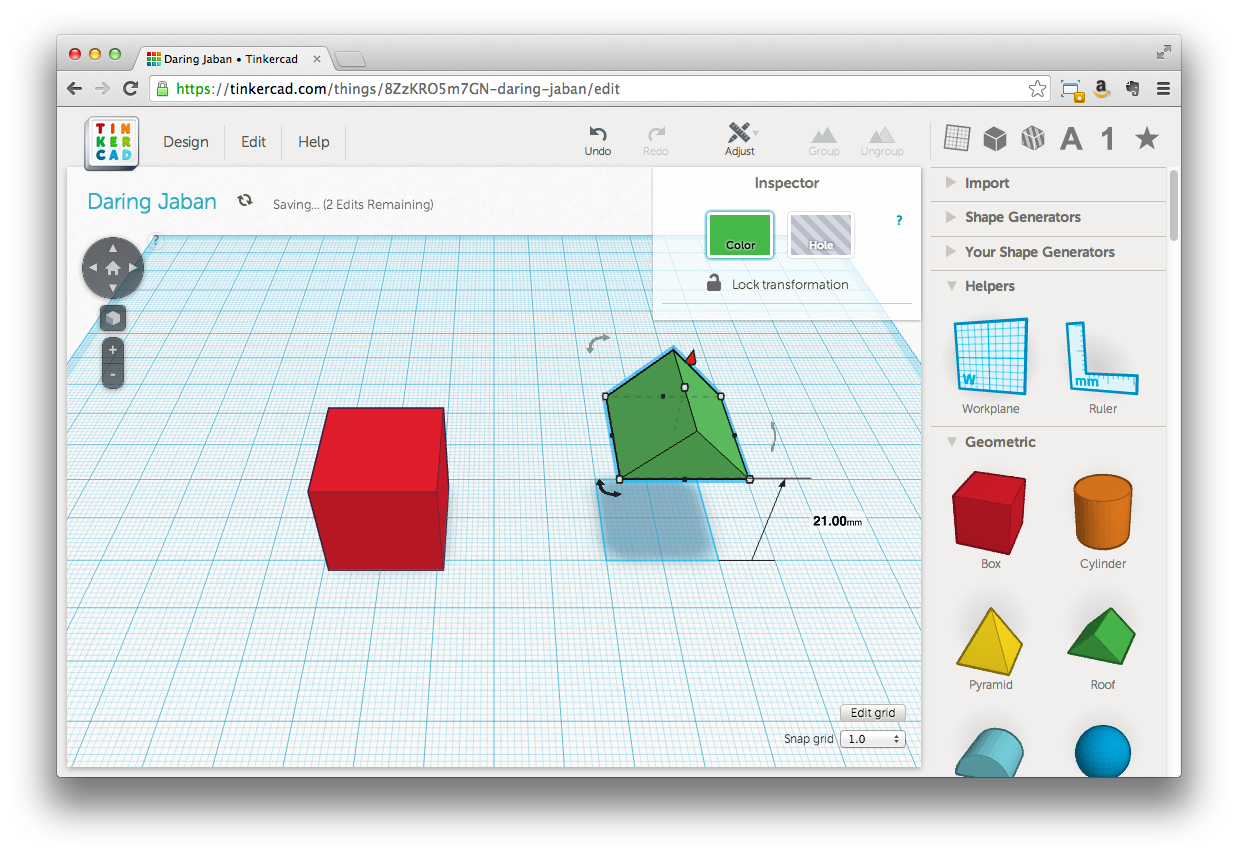 Daring Jaban • Tinkercad
https://tinkercad.com/things/8ZzKRO5m7GN-daring-jaban/edit
TIN
KER
CAD
Design
Edit
Help
Undo
Redo
Adjust
Group
Ungroup
A
1
Daring Jaban
Saving... (2 Edits Remaining)
?
+
-
Inspector
Color
Hole
?
Lock transformation
21.00mm
Edit grid
Snap grid 1.0
Import
Shape Generators
Your Shape Generators
Helpers
W
mm
Workplane
Ruler
Geometric
Box
Cylinder
Pyramid
Roof